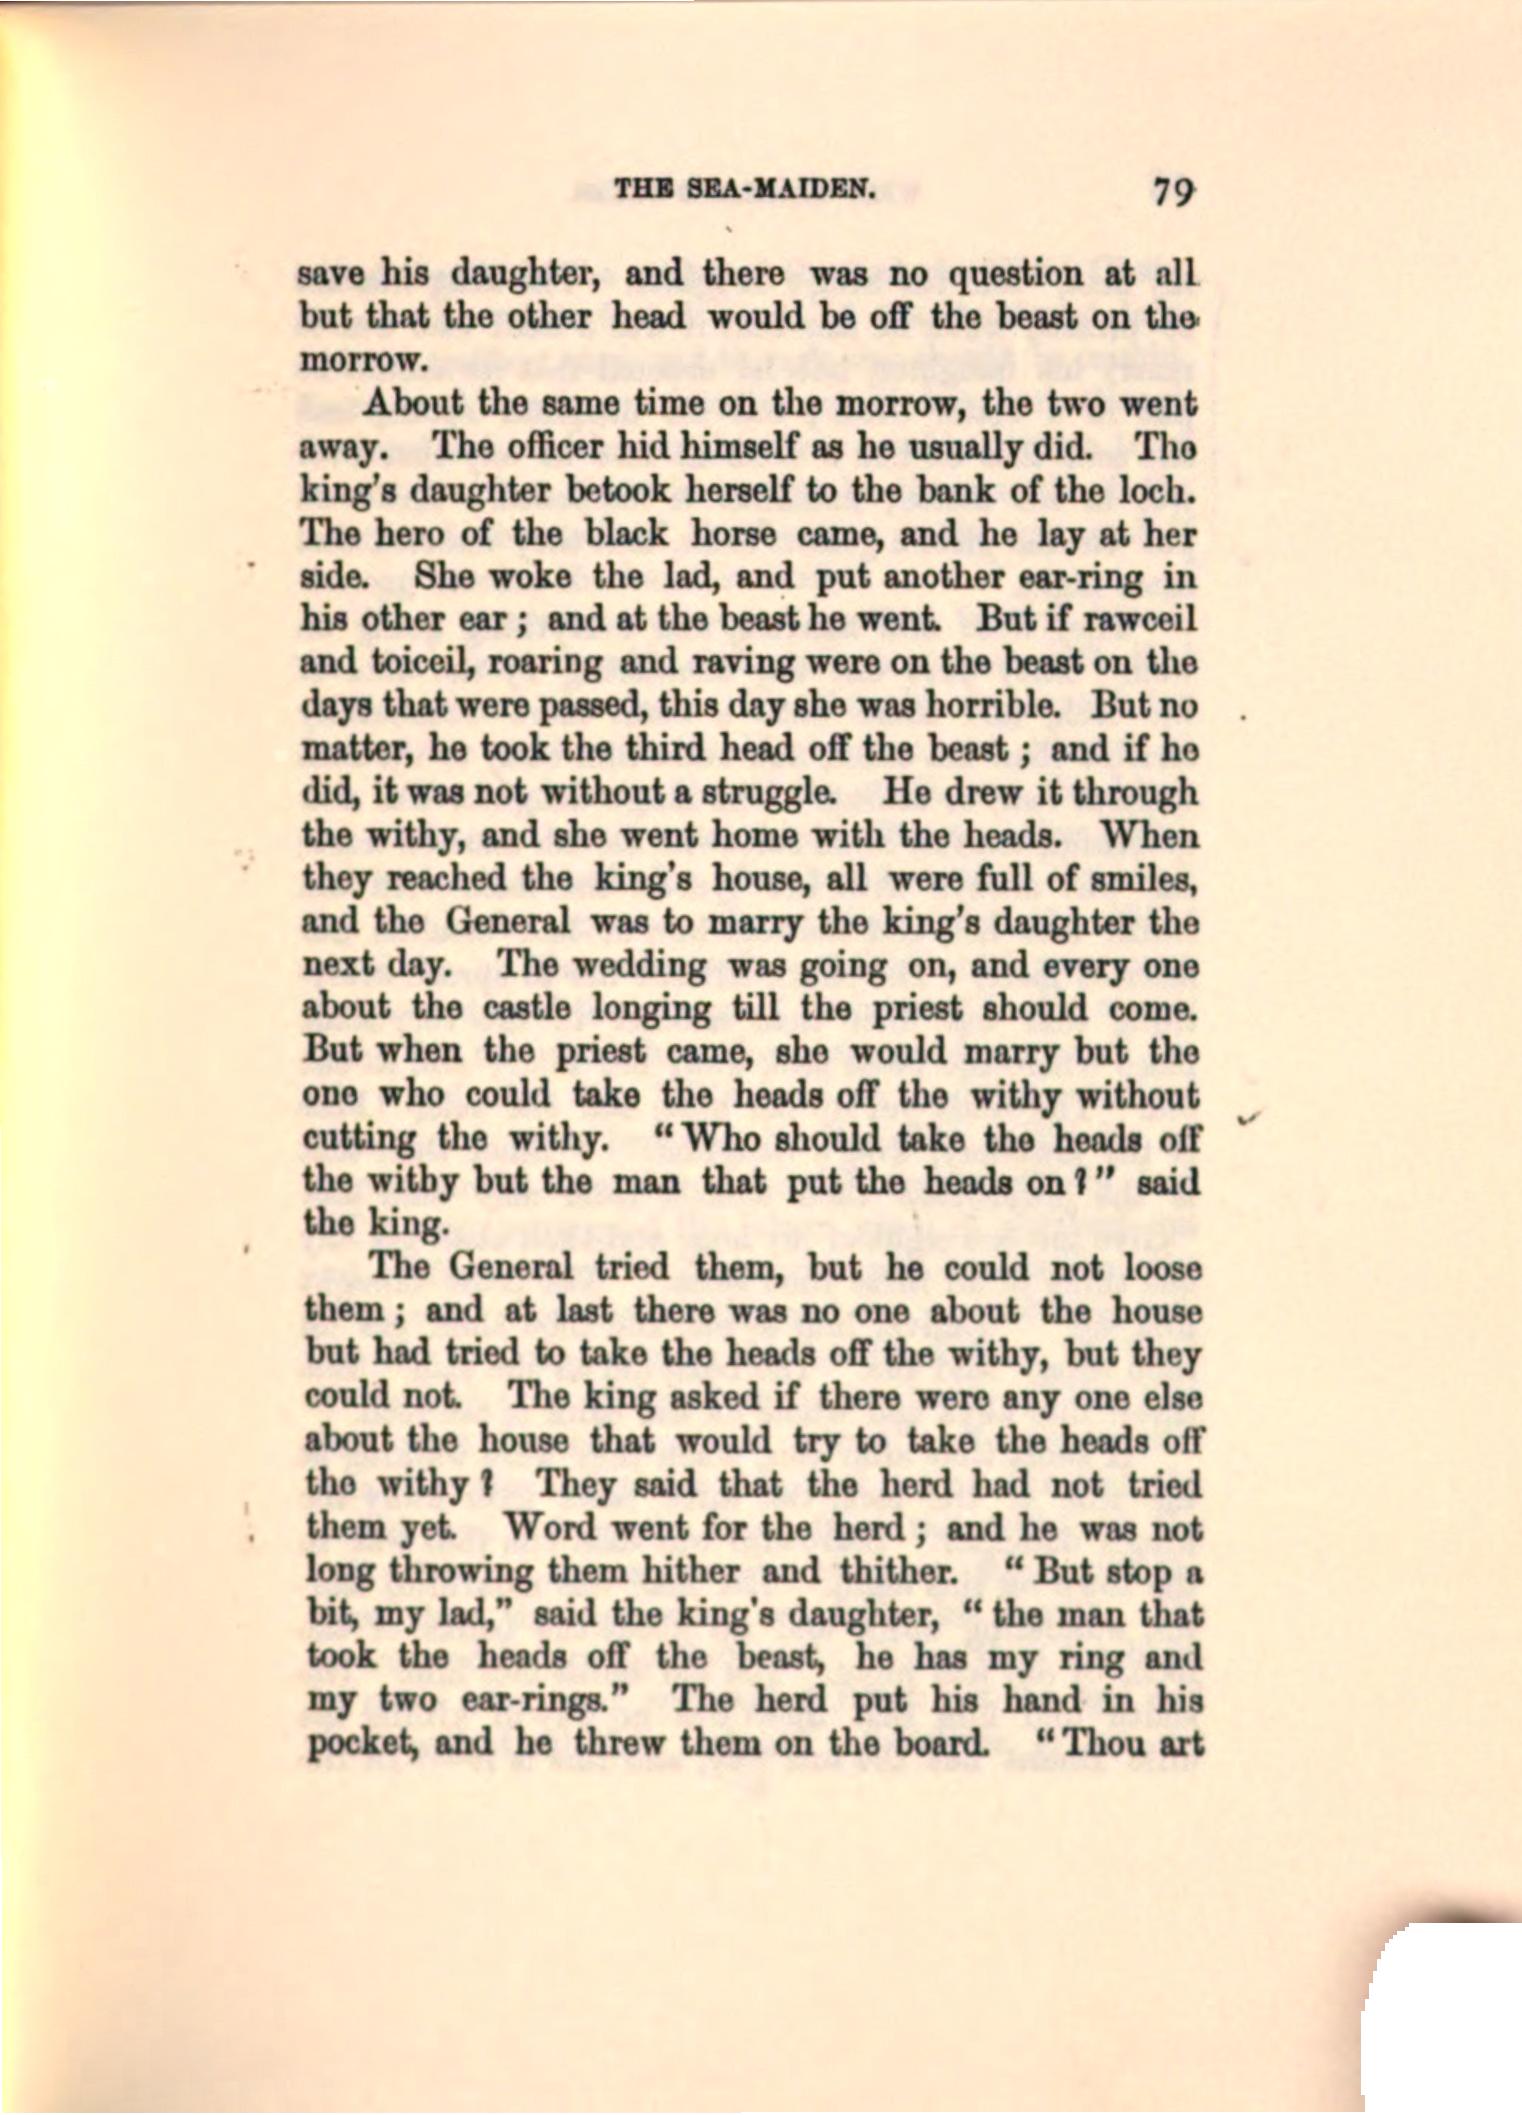 THE SEA-MAIDEN. 79
save his daughter, and there was no question at all
but that the other head would be off the beast on the
morrow.
About the same time on the morrow, the two went
away. The officer hid himself as he usually did. The
king's daughter betook herself to the bank of the loch.
The hero of the black horse came, and he lay at her
side. She woke the lad, and put another ear-ring in
his other ear; and at the beast he went. But if rawceil
and toiceil, roaring and raving were on the beast on the
days that were passed, this day she was horrible. But no
matter, he took the third head off the beast; and if he
did, it was not without a struggle. He drew it through
the withy, and she went home with the heads. When
they reached the king's house, all were full of smiles,
and the General was to marry the king's daughter the
next day. The wedding was going on, and every one
about the castle longing till the priest should come.
But when the priest came, she would marry but the
one who could take the heads off the withy without
cutting the withy. "Who should take the heads off
the withy but the man that put the heads on?" said
the king.
The General tried them, but he could not loose
them; and at last there was no one about the house
but had tried to take the heads off the withy, but they
could not. The king asked if there were any one else
about the house that would try to take the heads off
the withy? They said that the herd had not tried
them yet. Word went for the herd; and he was not
long throwing them hither and thither. "But stop a
bit, my lad," said the king's daughter, "the man that
took the heads off the beast, he has my ring and
my two ear-rings." The herd put his hand in his
pocket, and he threw them on the board. "Thou art